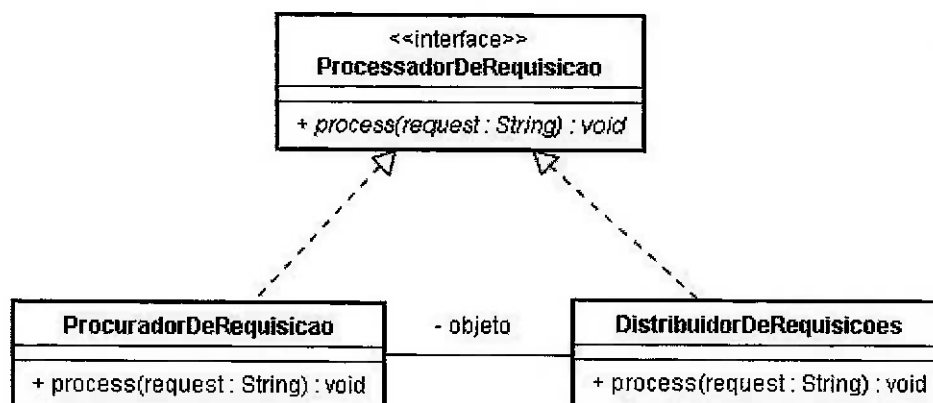 <<interface>>
ProcessadorDeRequisicao
+ process(request : String) : void
ProcuradorDeRequisicao
+ process(request : String) : void
- objeto
DistribuidorDeRequisicoes
+ process(request : String) : void